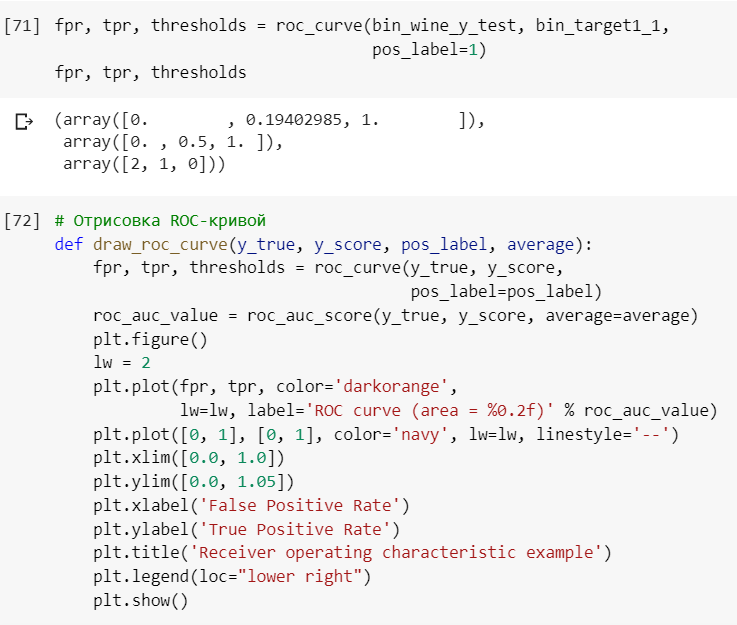 [71] fpr, tpr, thresholds = roc_curve(bin_wine_y_test, bin_target1_1,
                                 pos_label=1)
fpr, tpr, thresholds
(array([0.        , 0.19402985, 1.        ]),
 array([0. , 0.5, 1. ]),
 array([2, 1, 0]))
[72] # Отрисовка ROC-кривой
def draw_roc_curve(y_true, y_score, pos_label, average):
    fpr, tpr, thresholds = roc_curve(y_true, y_score,
                                     pos_label=pos_label)
    roc_auc_value = roc_auc_score(y_true, y_score, average=average)
    plt.figure()
    lw = 2
    plt.plot(fpr, tpr, color='darkorange',
             lw=lw, label='ROC curve (area = %0.2f)' % roc_auc_value)
    plt.plot([0, 1], [0, 1], color='navy', lw=lw, linestyle='--')
    plt.xlim([0.0, 1.0])
    plt.ylim([0.0, 1.05])
    plt.xlabel('False Positive Rate')
    plt.ylabel('True Positive Rate')
    plt.title('Receiver operating characteristic example')
    plt.legend(loc="lower right")
    plt.show()